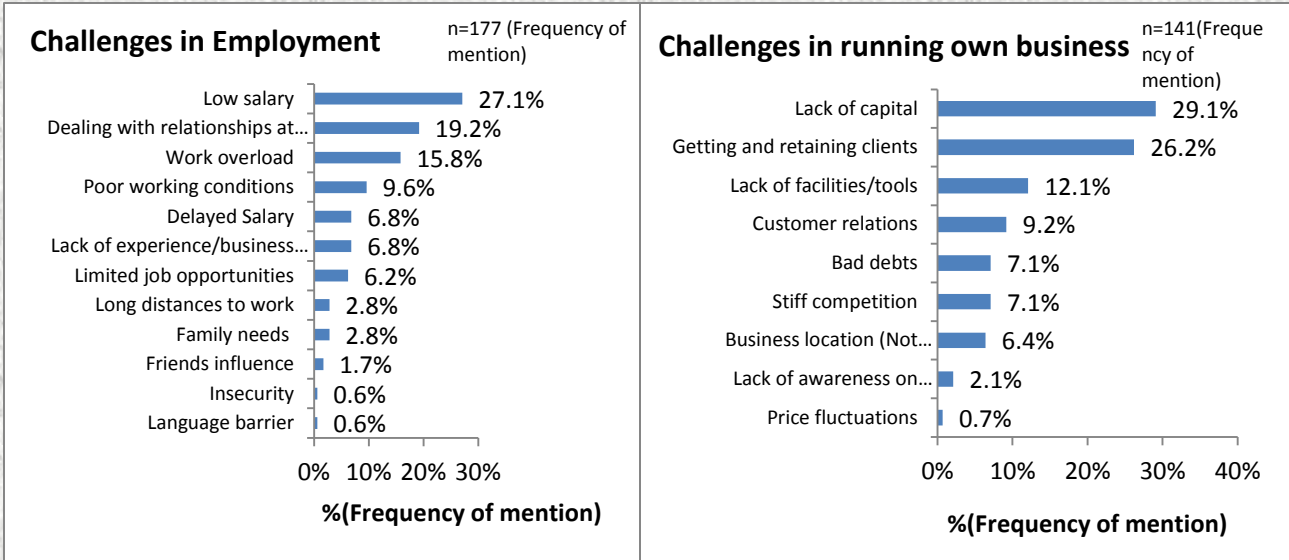 Challenges in Employment
n=177 (Frequency of
mention)
Low salary 27.1%
Dealing with relationships at... 19.2%
Work overload 15.8%
Poor working conditions 9.6%
Delayed Salary 6.8%
Lack of experience/business... 6.8%
Limited job opportunities 6.2%
Long distances to work 2.8%
Family needs 2.8%
Friends influence 1.7%
Insecurity 0.6%
Language barrier 0.6%
0% 10% 20% 30%
%(Frequency of mention)
Challenges in running own business
n=141(Freque
ncy of
mention)
Lack of capital 29.1%
Getting and retaining clients 26.2%
Lack of facilities/tools 12.1%
Customer relations 9.2%
Bad debts 7.1%
Stiff competition 7.1%
Business location (Not... 6.4%
Lack of awareness on... 2.1%
Price fluctuations 0.7%
0% 10% 20% 30% 40%
%(Frequency of mention)